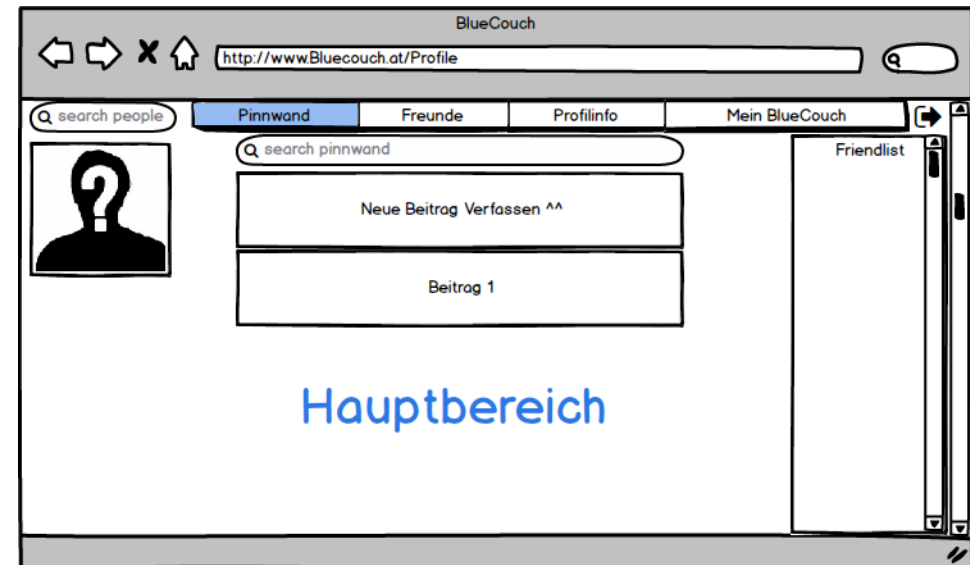 BlueCouch
http://www.Bluecouch.at/Profile
search people
Pinnwand
Freunde
Profilinfo
Mein BlueCouch
search pinnwand
Friendlist
Neue Beitrag Verfassen ^^
Beitrag 1
Hauptbereich